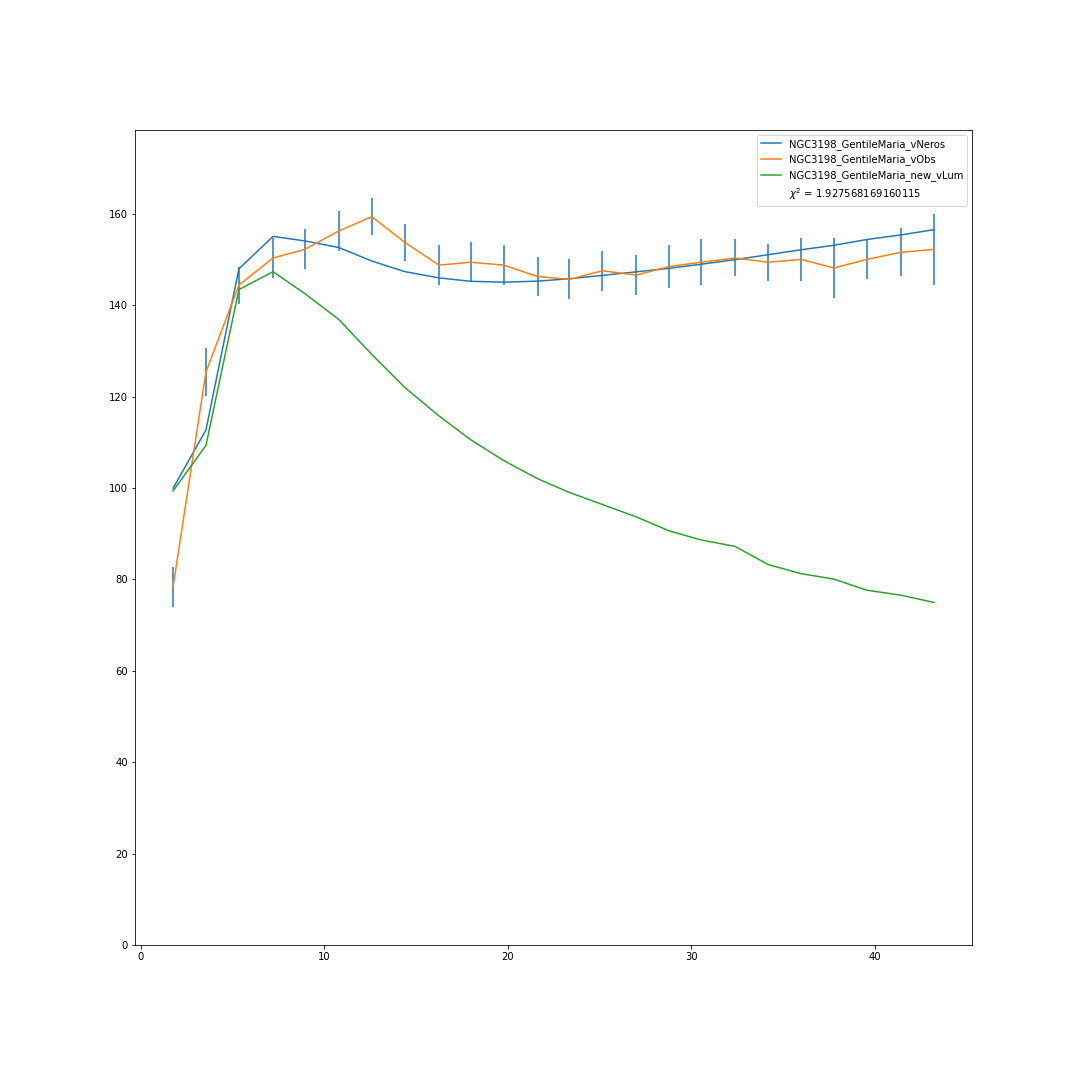 NGC3198_GentileMaria_vNeros
NGC3198_GentileMaria_vObs
NGC3198_GentileMaria_new_vLum
χ² = 1.927568169160115
160
140
120
100
80
60
40
20
0
0 10 20 30 40